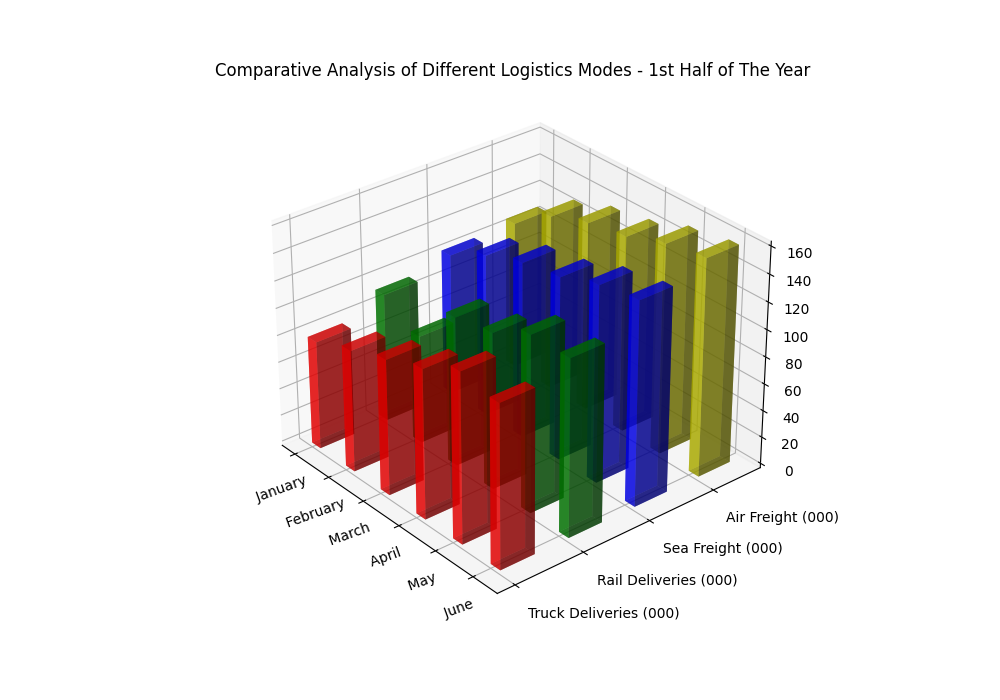 Comparative Analysis of Different Logistics Modes - 1st Half of The Year
160
140
120
100
80
60
40
20
0
January
February
March
April
May
June
Air Freight (000)
Sea Freight (000)
Rail Deliveries (000)
Truck Deliveries (000)